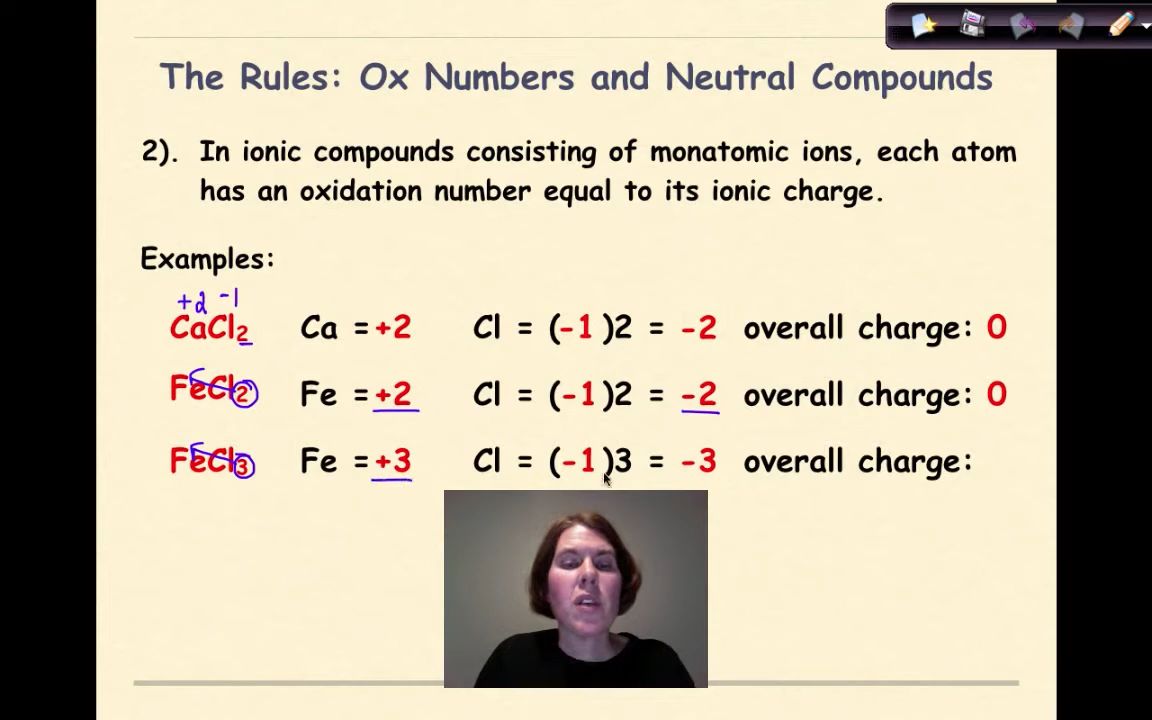 The Rules: Ox Numbers and Neutral Compounds
2). In ionic compounds consisting of monatomic ions, each atom
has an oxidation number equal to its ionic charge.
Examples:
+2 -1
CaCl2 Ca = +2 Cl = (-1)2 = -2 overall charge: 0
FeCl2 Fe = +2 Cl = (-1)2 = -2 overall charge: 0
FeCl3 Fe = +3 Cl = (-1)3 = -3 overall charge: